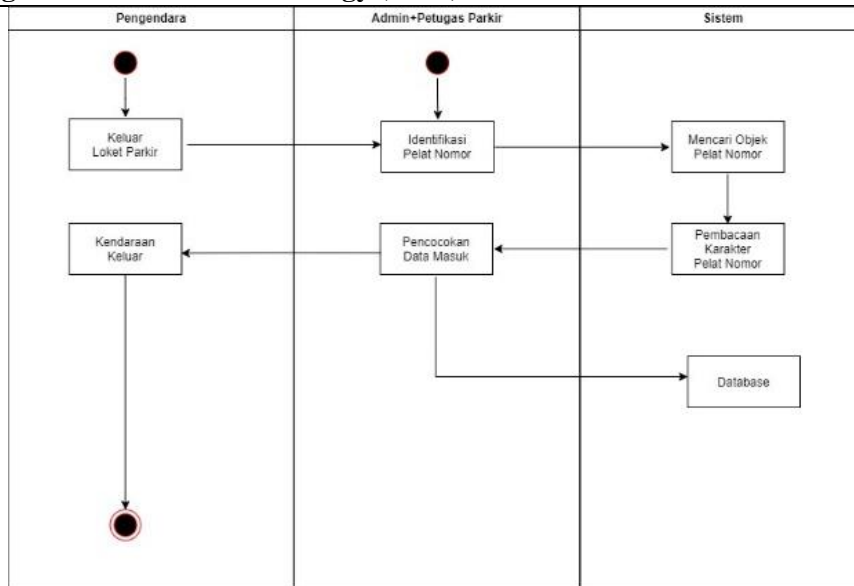 Pengendara
Admin+Petugas Parkir
Sistem
Keluar
Loket Parkir
Identifikasi
Pelat Nomor
Mencari Objek
Pelat Nomor
Kendaraan
Keluar
Pencocokan
Data Masuk
Pembacaan
Karakter
Pelat Nomor
Database